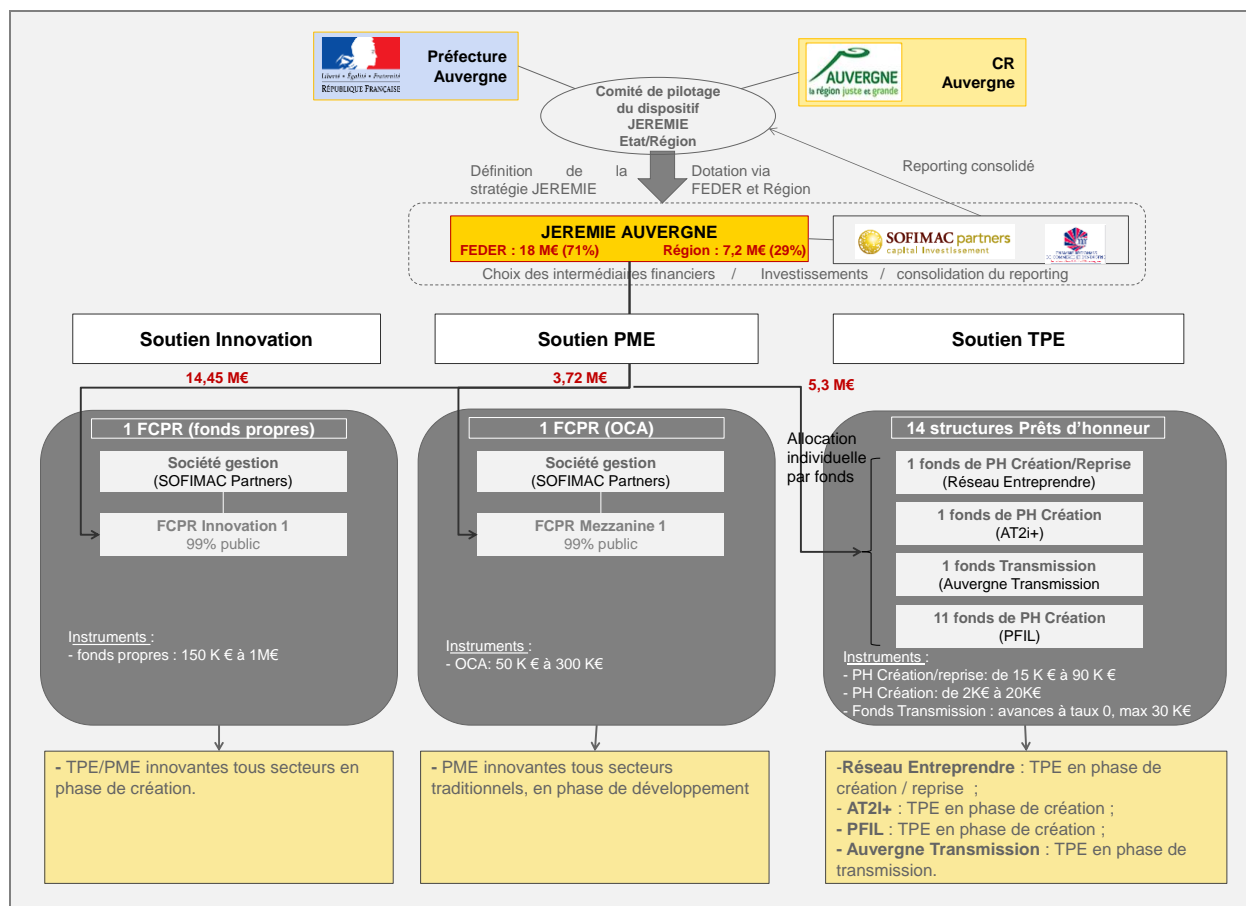 Liberté • Égalité • Fraternité
RÉPUBLIQUE FRANÇAISE
Préfecture
Auvergne
AUVERGNE
la région juste et grande
CR
Auvergne
Comité de pilotage
du dispositif
JEREMIE
Etat/Région
Définition de la
stratégie JEREMIE
Dotation via
FEDER et Région
Reporting consolidé
JEREMIE AUVERGNE
FEDER : 18 M€ (71%) Région : 7,2 M€ (29%)
SOFIMAC partners
capital Investissement
Choix des intermédiaires financiers / Investissements / consolidation du reporting
Soutien Innovation
Soutien PME
Soutien TPE
14,45 M€
3,72 M€
5,3 M€
1 FCPR (fonds propres)
Société gestion
(SOFIMAC Partners)
FCPR Innovation 1
99% public
Instruments :
- fonds propres : 150 K € à 1M€
1 FCPR (OCA)
Société gestion
(SOFIMAC Partners)
FCPR Mezzanine 1
99% public
Instruments :
- OCA: 50 K € à 300 K€
Allocation
individuelle
par fonds
14 structures Prêts d'honneur
1 fonds de PH Création/Reprise
(Réseau Entreprendre)
1 fonds de PH Création
(AT2i+)
1 fonds Transmission
(Auvergne Transmission
11 fonds de PH Création
(PFIL)
Instruments :
- PH Création/reprise: de 15 K € à 90 K €
- PH Création: de 2K€ à 20K€
- Fonds Transmission : avances à taux 0, max 30 K€
- TPE/PME innovantes tous secteurs en
phase de création.
- PME innovantes tous secteurs
traditionnels, en phase de développement
-Réseau Entreprendre : TPE en phase de
création / reprise ;
- AT2I+ : TPE en phase de création ;
- PFIL : TPE en phase de création ;
- Auvergne Transmission : TPE en phase de
transmission.